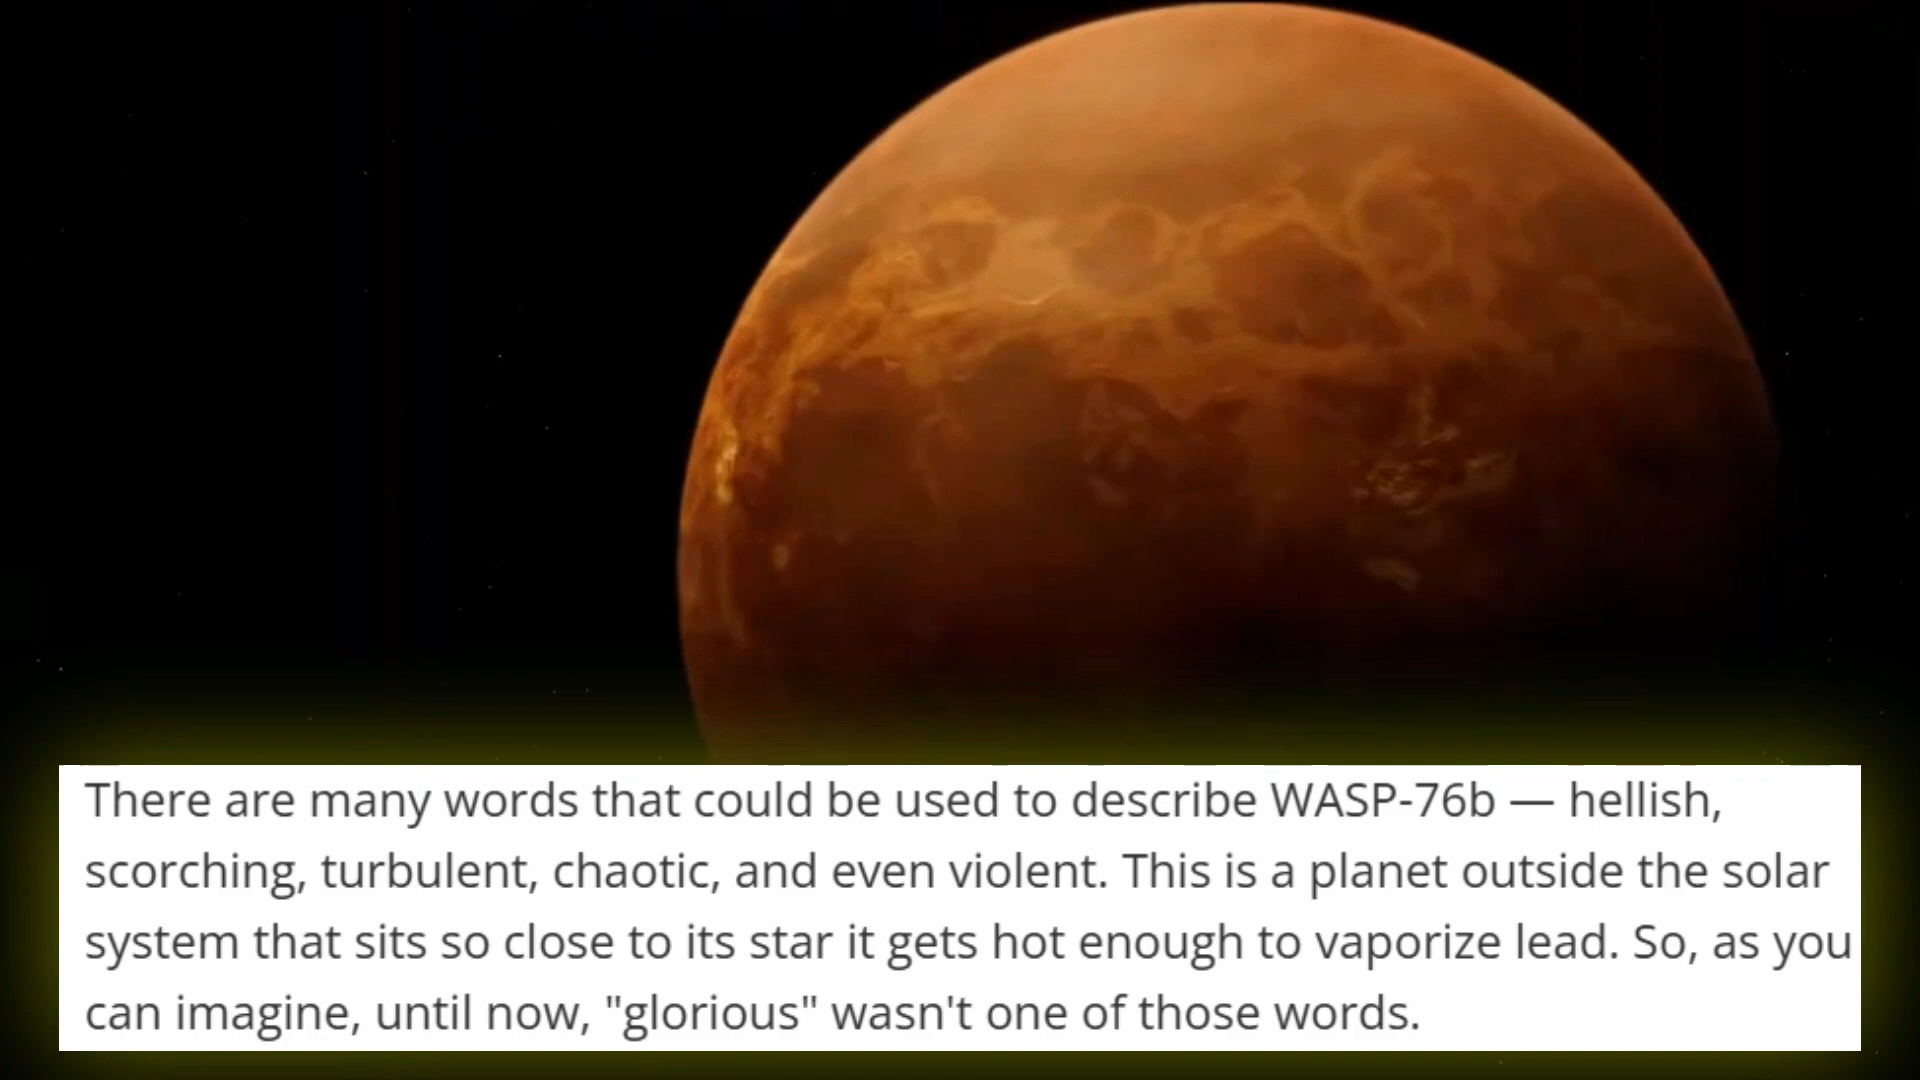 There are many words that could be used to describe WASP-76b — hellish,
scorching, turbulent, chaotic, and even violent. This is a planet outside the solar
system that sits so close to its star it gets hot enough to vaporize lead. So, as you
can imagine, until now, "glorious" wasn't one of those words.